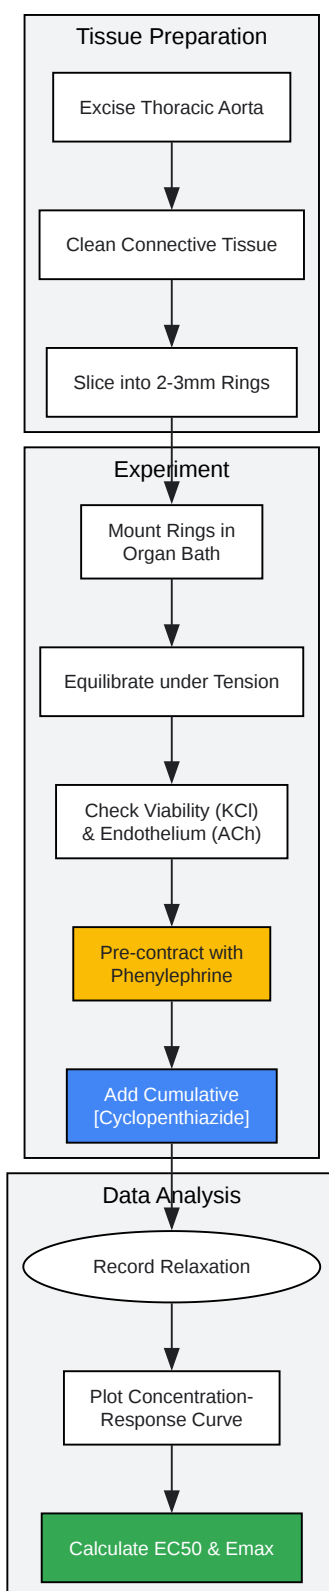 Tissue Preparation
Excise Thoracic Aorta
Clean Connective Tissue
Slice into 2-3mm Rings
Experiment
Mount Rings in
Organ Bath
Equilibrate under Tension
Check Viability (KCl)
& Endothelium (ACh)
Pre-contract with
Phenylephrine
Add Cumulative
[Cyclopenthiazide]
Data Analysis
Record Relaxation
Plot Concentration-
Response Curve
Calculate EC50 & Emax